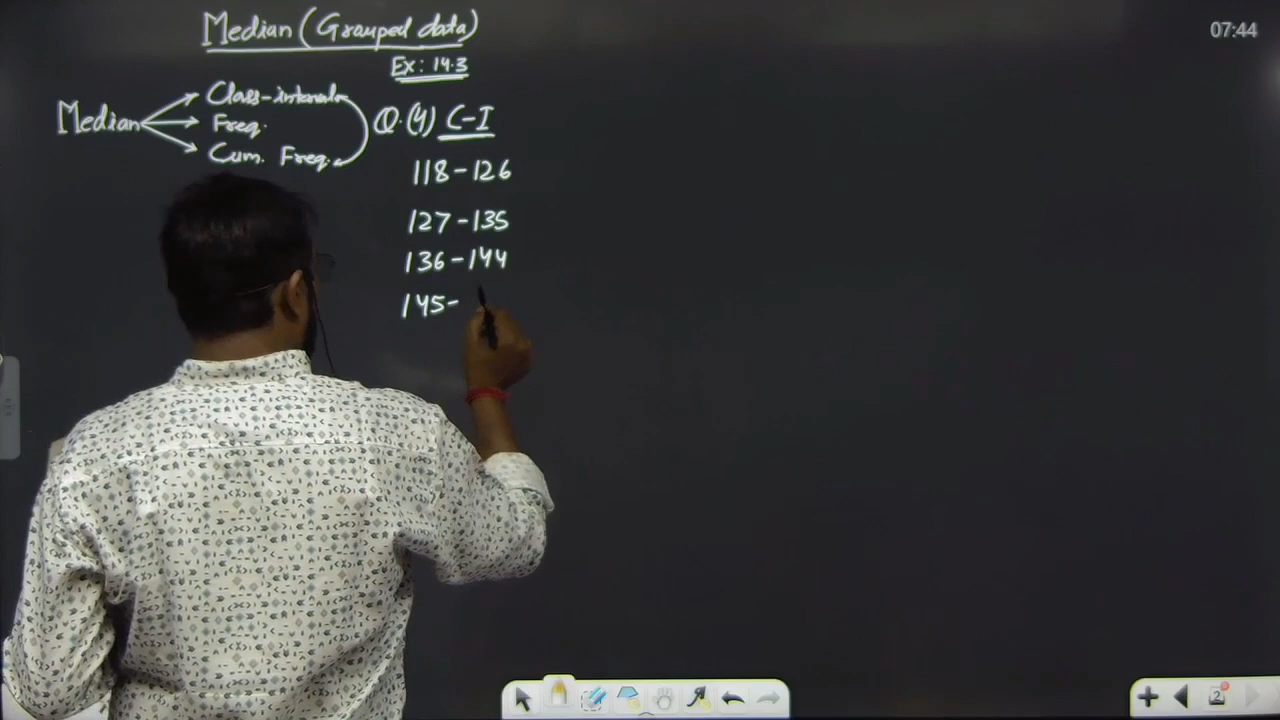 Median (Grouped data)
Ex: 14.3
07:44
Median
Class-intervals
Freq.
Cum. Freq.
Q.(4) C-I
118-126
127-135
136-144
145-
2